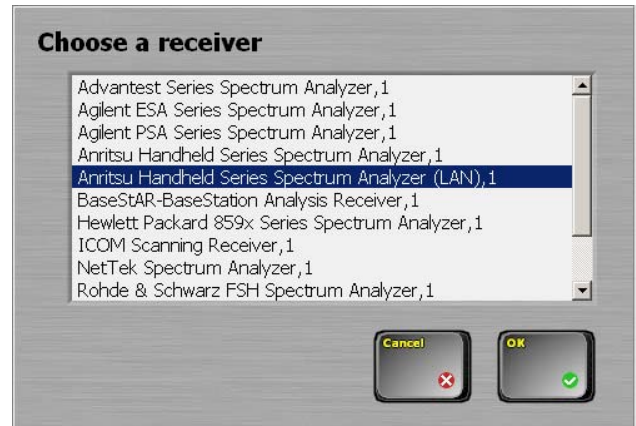 Choose a receiver
Advantest Series Spectrum Analyzer,1
Agilent ESA Series Spectrum Analyzer,1
Agilent PSA Series Spectrum Analyzer,1
Anritsu Handheld Series Spectrum Analyzer,1
Anritsu Handheld Series Spectrum Analyzer (LAN),1
BaseStAR-BaseStation Analysis Receiver,1
Hewlett Packard 859x Series Spectrum Analyzer,1
ICOM Scanning Receiver,1
NetTek Spectrum Analyzer,1
Rohde & Schwarz FSH Spectrum Analyzer,1
Cancel
OK